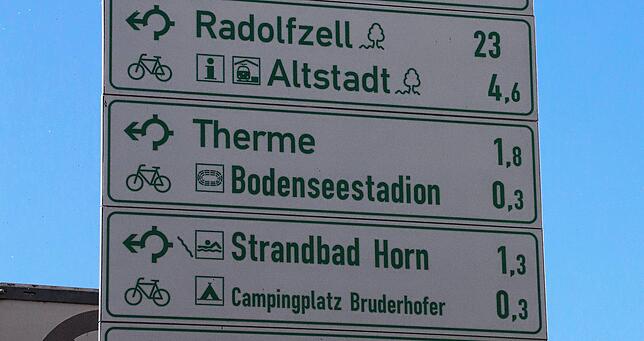 Radolfzell 23
i Altstadt 4,6
Therme 1,8
Bodenseestadion 0,3
Strandbad Horn 1,3
Campingplatz Bruderhofer 0,3